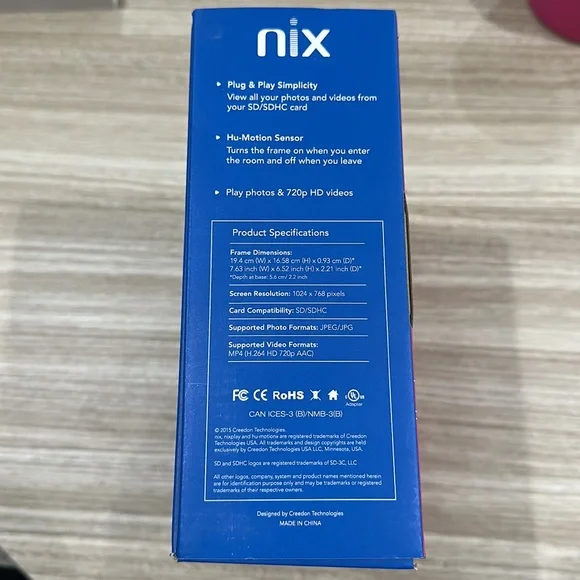 nix
▸ Plug & Play Simplicity
View all your photos and videos from
your SD/SDHC card
▸ Hu-Motion Sensor
Turns the frame on when you enter
the room and off when you leave
▸ Play photos & 720p HD videos
Product Specifications
Frame Dimensions:
19.4 cm (W) x 16.58 cm (H) x 0.93 cm (D)*
7.63 inch (W) x 6.52 inch (H) x 2.21 inch (D)*
*Depth at base: 5.6 cm/ 2.2 inch
Screen Resolution: 1024 x 768 pixels
Card Compatibility: SD/SDHC
Supported Photo Formats: JPEG/JPG
Supported Video Formats:
MP4 (H.264 HD 720p AAC)
FC CE RoHS c UL us
Adapter
CAN ICES-3 (B)/NMB-3(B)
© 2015 Creedon Technologies.
nix, nixplay and hu-motion are registered trademarks of Creedon
Technologies USA. All trademarks and design copyrights are held
exclusively by Creedon Technologies USA LLC, Minnesota, USA.
SD and SDHC logos are registered trademarks of SD-3C, LLC
All other logos, company, system and product names mentioned herein
are for identification purpose only and may be trademarks or registered
trademarks of their respective owners.
Designed by Creedon Technologies
MADE IN CHINA